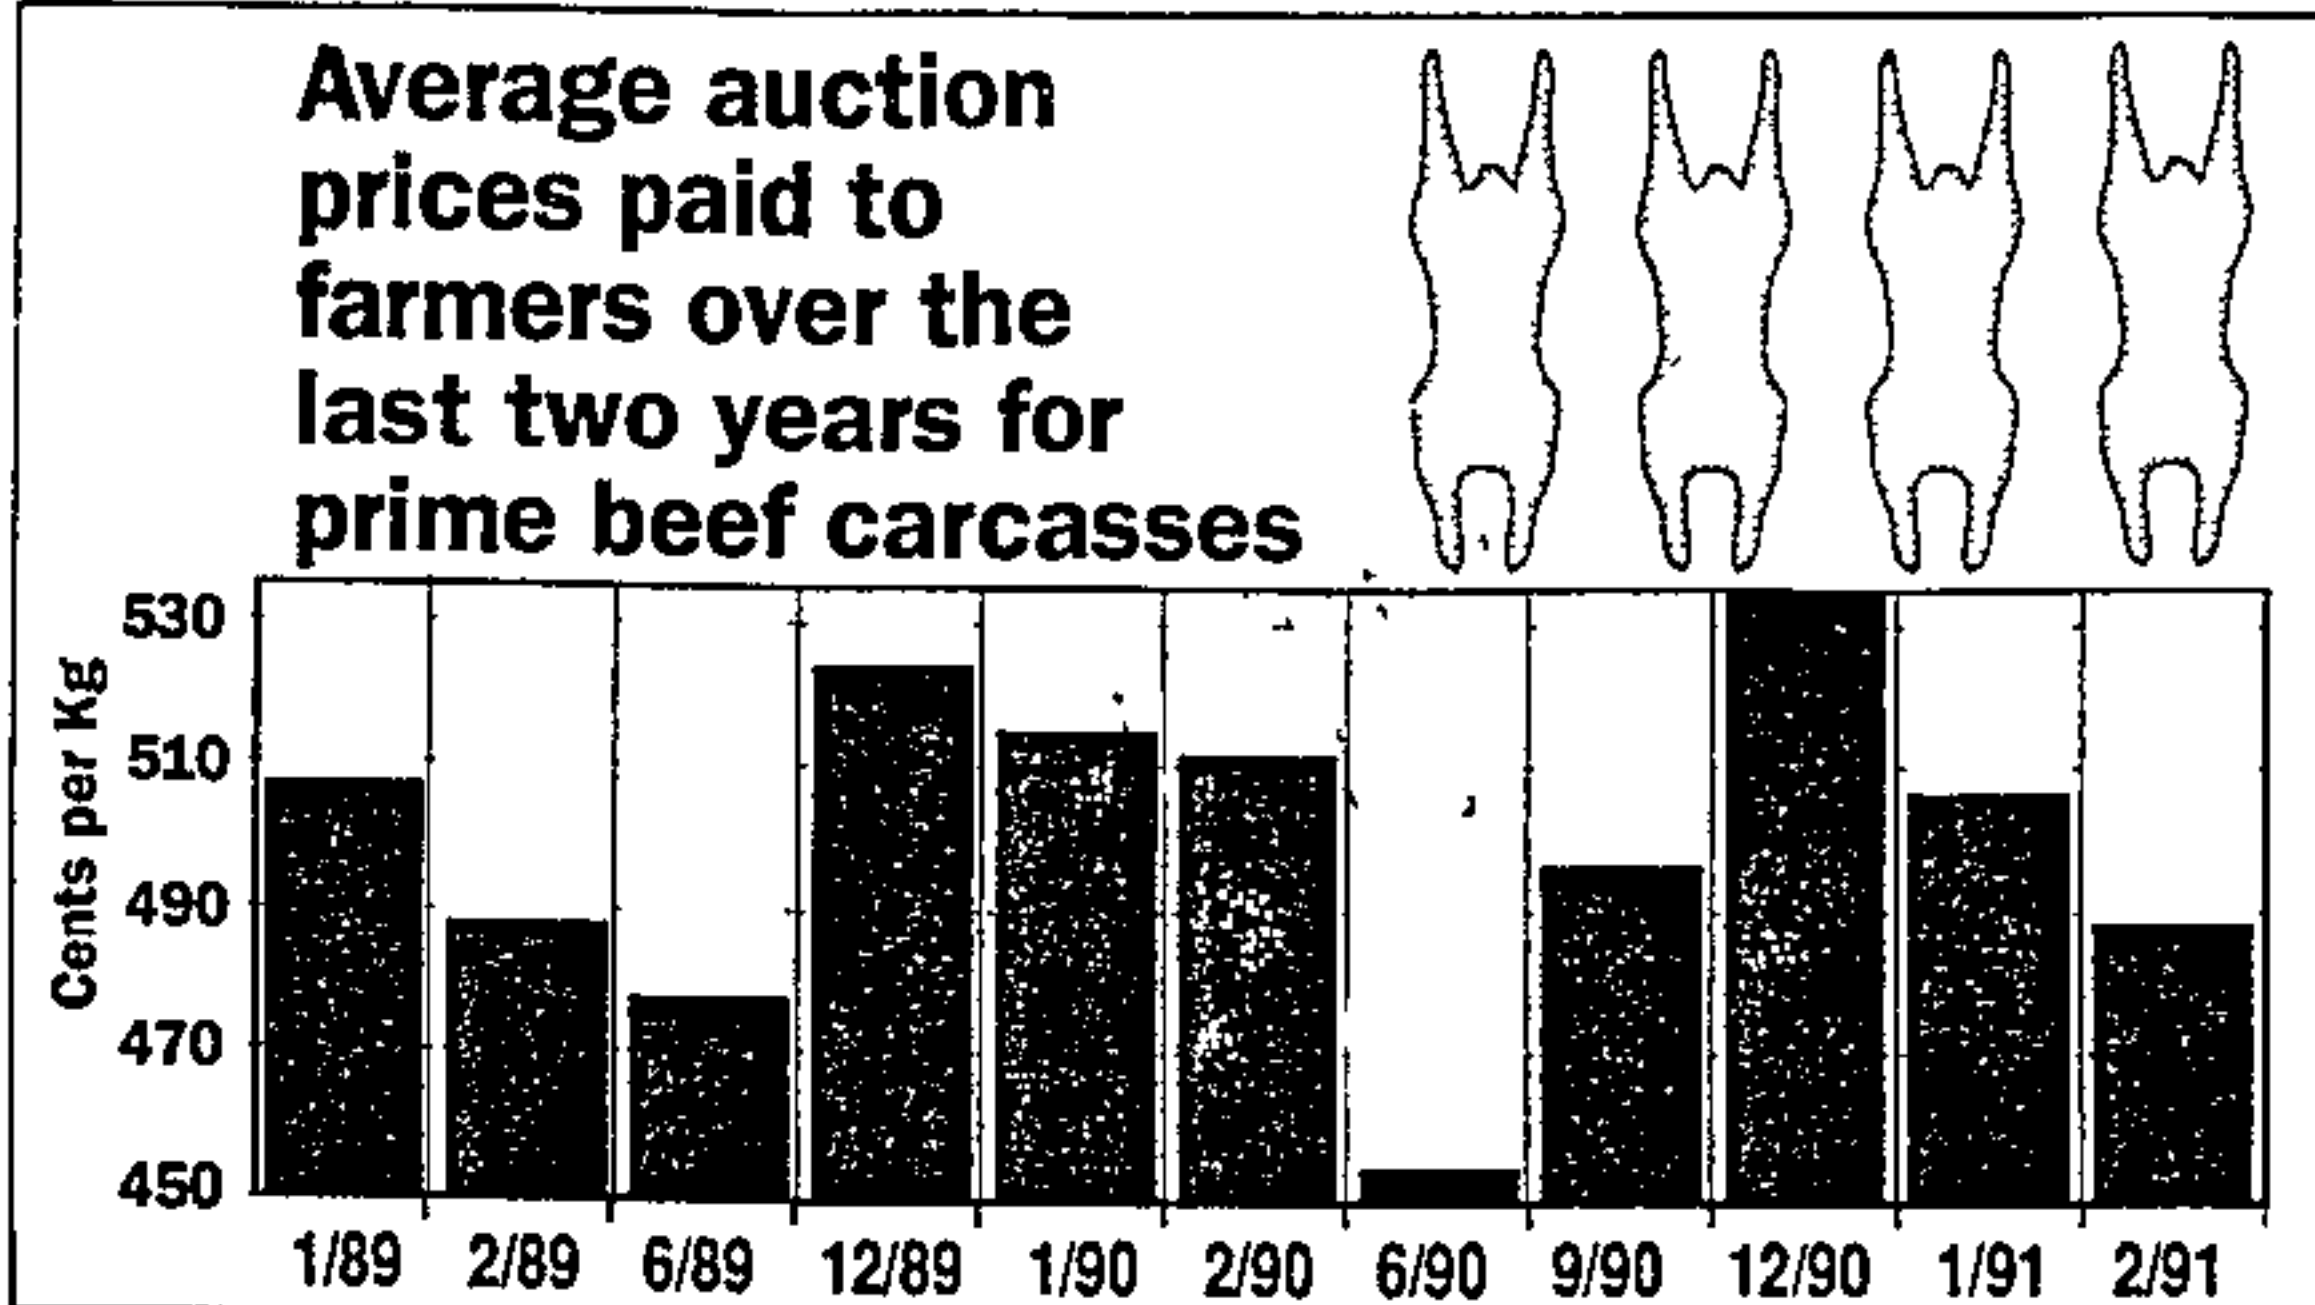 Average auction
prices paid to
farmers over the
last two years for
prime beef carcasses
530
510
490
470
450
Cents per Kg
1/89 2/89 6/89 12/89 1/90 2/90 6/90 9/90 12/90 1/91 2/91